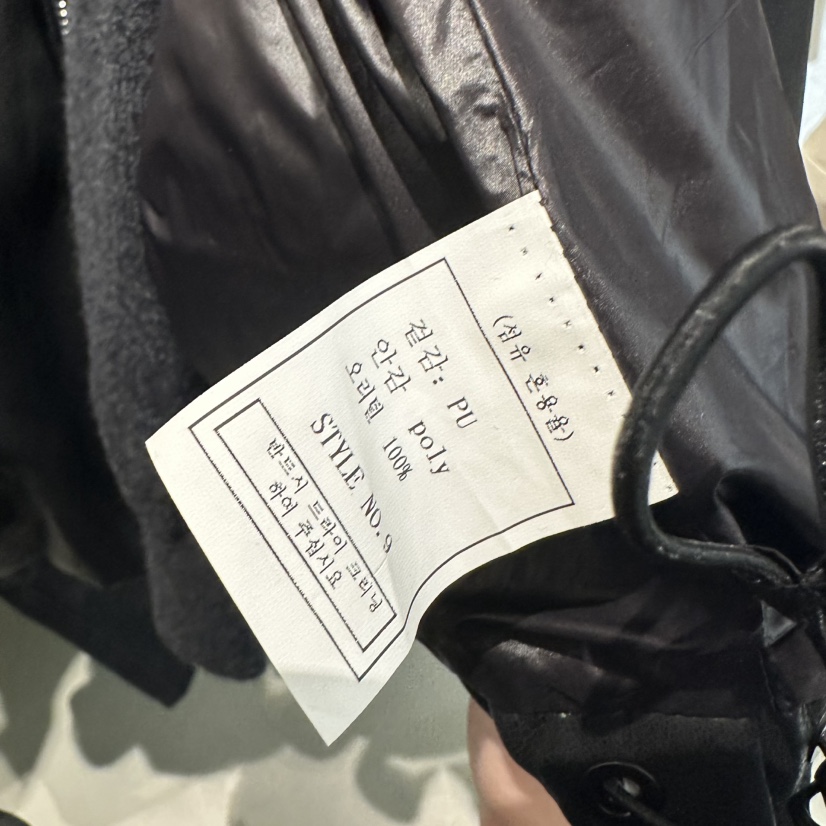 (섬유 혼용율)
겉감: PU
안감 poly
오리털 100%
STYLE NO.9
반드시 드라이 크리닝
하여 주십시요